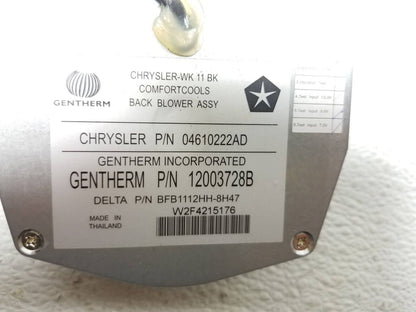 GENTHERM
CHRYSLER-WK 11 BK
COMFORTCOOLS
BACK BLOWER ASSY
CHRYSLER P/N 04610222AD
GENTHERM INCORPORATED
GENTHERM P/N 12003728B
DELTA P/N BFB1112HH-8H47
MADE IN
THAILAND
W2F4215176